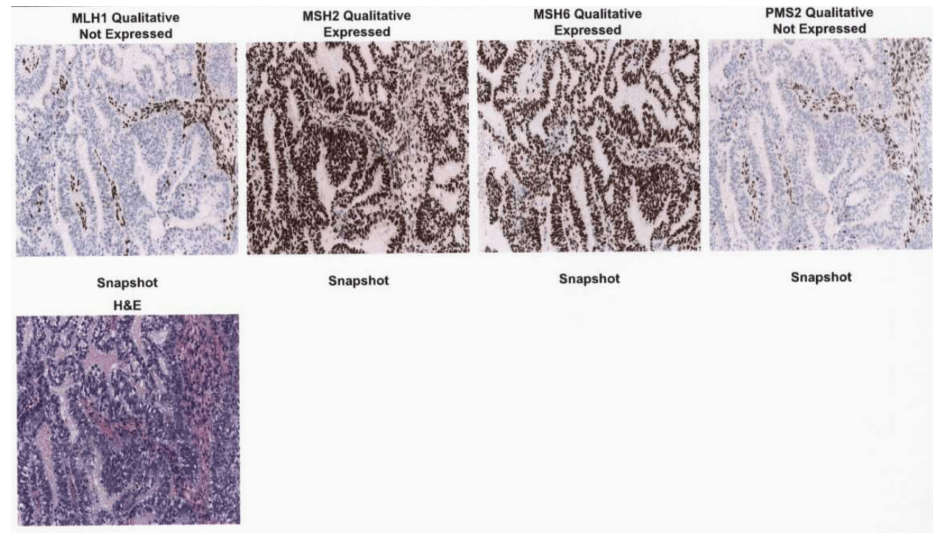 MLH1 Qualitative
Not Expressed
MSH2 Qualitative
Expressed
MSH6 Qualitative
Expressed
PMS2 Qualitative
Not Expressed
Snapshot
Snapshot
Snapshot
Snapshot
H&E